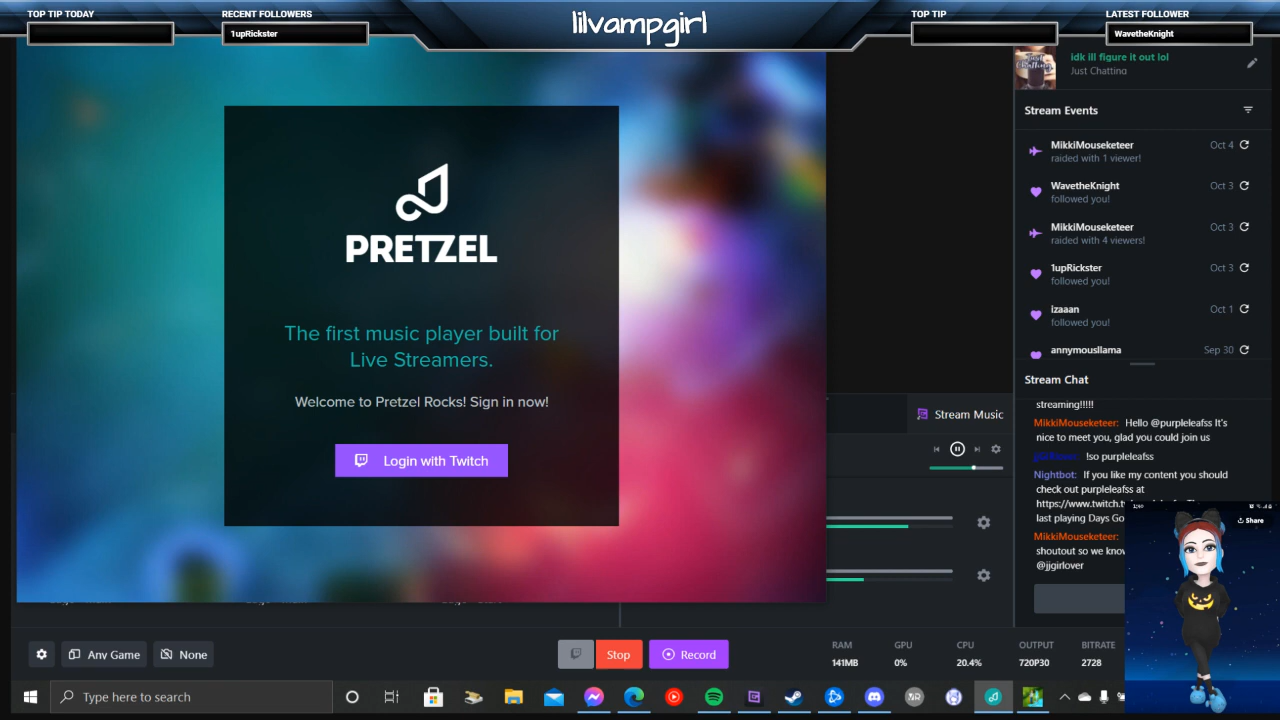 TOP TIP TODAY
RECENT FOLLOWERS
1upRickster
lilvampgirl
TOP TIP
LATEST FOLLOWER
WavetheKnight
idk ill figure it out lol
Just Chatting
Stream Events
MikkiMouseketeer Oct 4
raided with 1 viewer!
WavetheKnight Oct 3
followed you!
MikkiMouseketeer Oct 3
raided with 4 viewers!
1upRickster Oct 3
followed you!
izaaan Oct 1
followed you!
annymousllama Sep 30
PRETZEL
The first music player built for
Live Streamers.
Welcome to Pretzel Rocks! Sign in now!
Login with Twitch
Stream Music
Stream Chat
streaming!!!!!
MikkiMouseketeer: Hello @purpleleafss It's
nice to meet you, glad you could join us
!so purpleleafss
Nightbot: If you like my content you should
check out purpleleafss at
https://www.twitch.t
last playing Days Go
MikkiMouseketeer:
shoutout so we know
@jjgirlover
Share
Any Game
None
Stop
Record
RAM
141MB
GPU
0%
CPU
20.4%
OUTPUT
720P30
BITRATE
2728
Type here to search